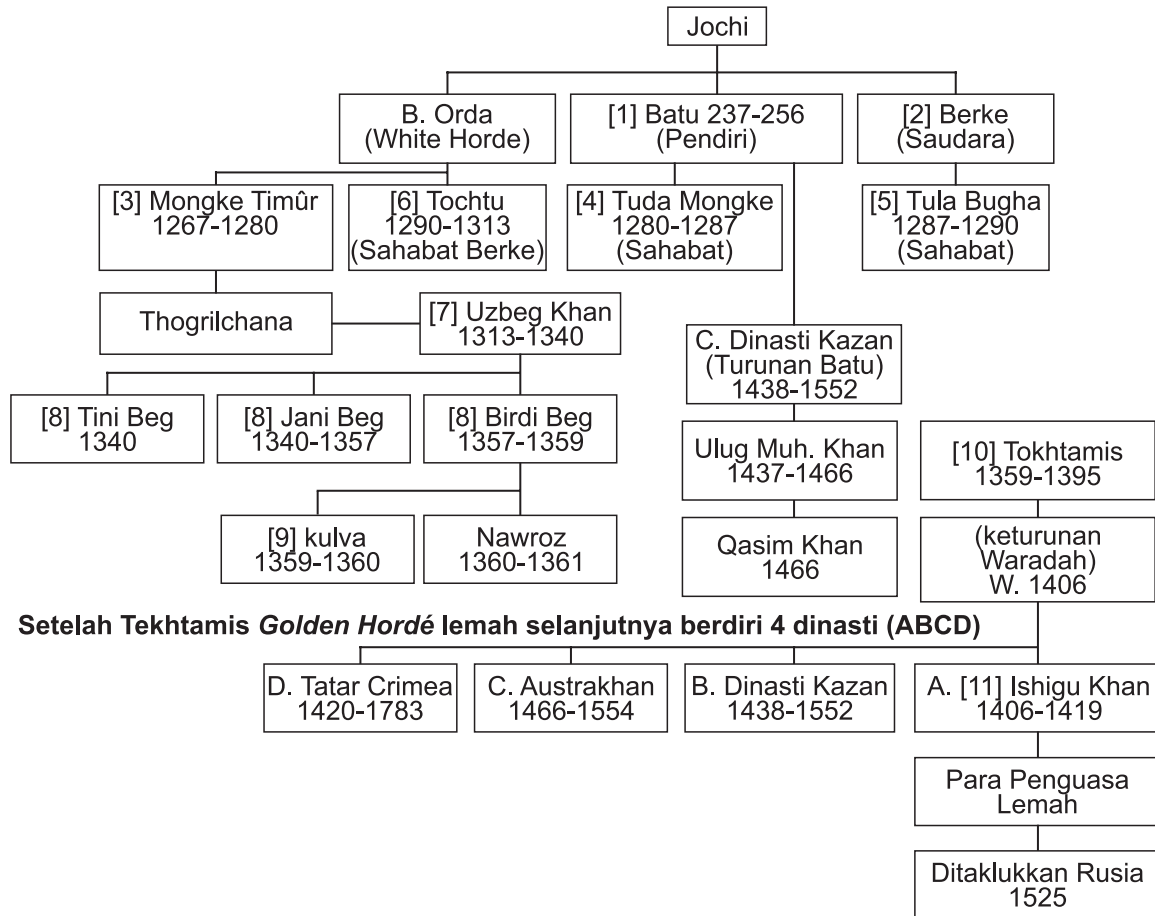 Jochi
B. Orda
(White Horde)
[1] Batu 237-256
(Pendiri)
[2] Berke
(Saudara)
[3] Mongke Timûr
1267-1280
[6] Tochtu
1290-1313
(Sahabat Berke)
[4] Tuda Mongke
1280-1287
(Sahabat)
[5] Tula Bugha
1287-1290
(Sahabat)
Thogrilchana
[7] Uzbeg Khan
1313-1340
C. Dinasti Kazan
(Turunan Batu)
1438-1552
[8] Tini Beg
1340
[8] Jani Beg
1340-1357
[8] Birdi Beg
1357-1359
Ulug Muh. Khan
1437-1466
[10] Tokhtamis
1359-1395
[9] kulva
1359-1360
Nawroz
1360-1361
Qasim Khan
1466
(keturunan
Waradah)
W. 1406
Setelah Tekhtamis Golden Hordé lemah selanjutnya berdiri 4 dinasti (ABCD)
D. Tatar Crimea
1420-1783
C. Austrakhan
1466-1554
B. Dinasti Kazan
1438-1552
A. [11] Ishigu Khan
1406-1419
Para Penguasa
Lemah
Ditaklukkan Rusia
1525